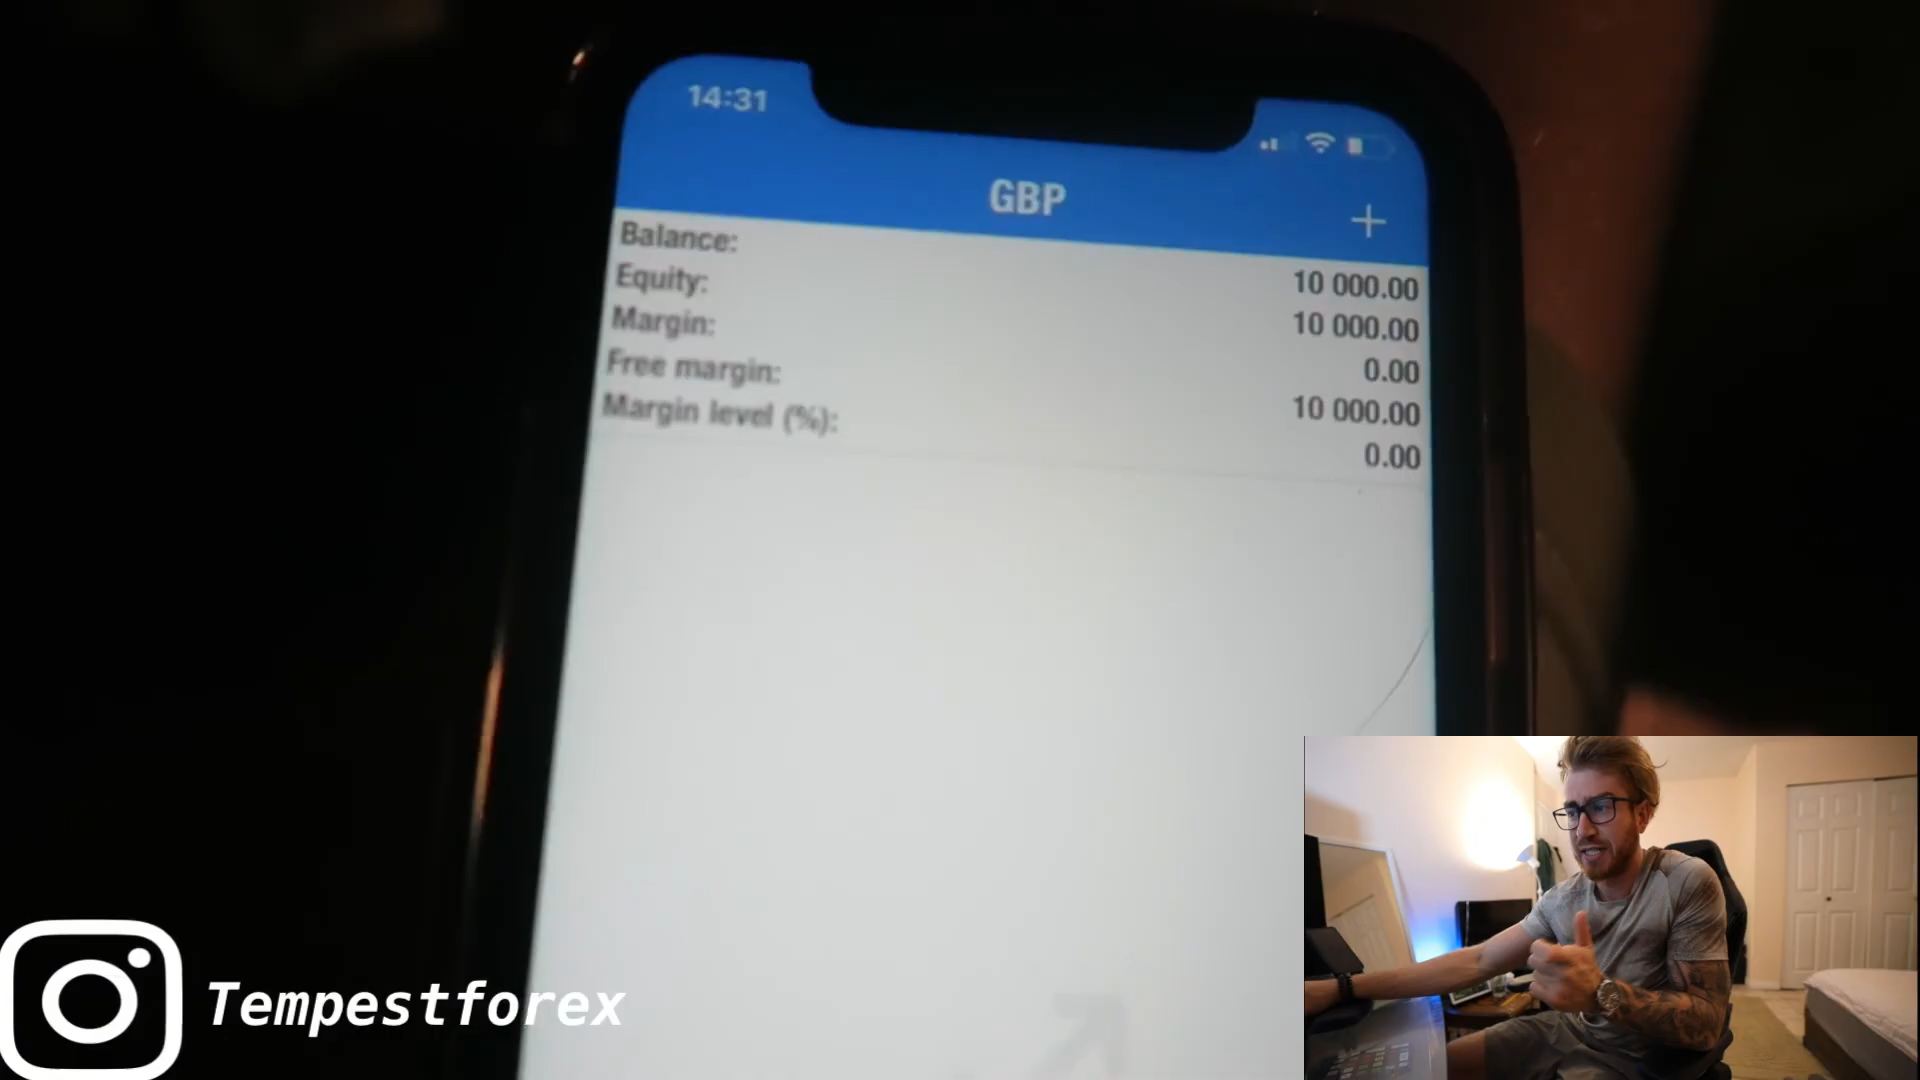 14:31
GBP
Balance:
10 000.00
Equity:
10 000.00
Margin:
0.00
Free margin:
10 000.00
Margin level (%):
0.00
Tempestforex